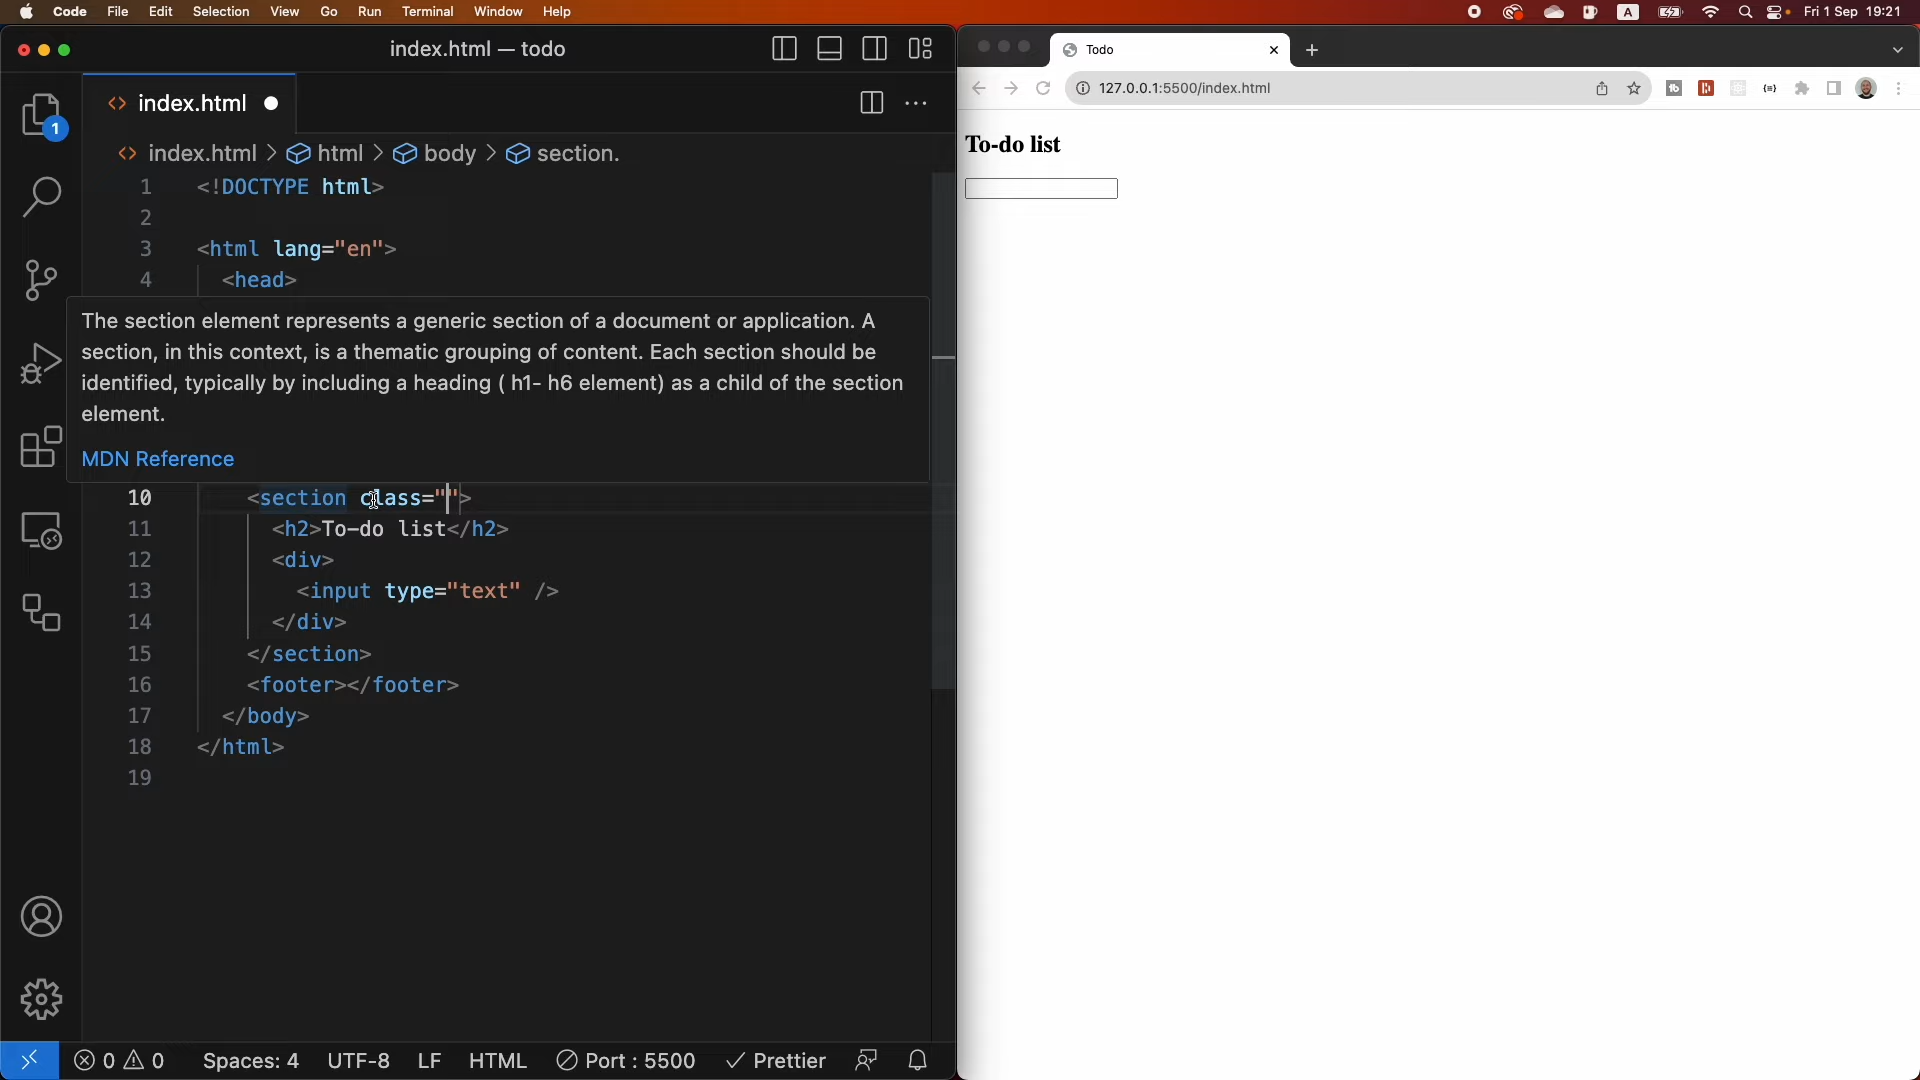 Code File Edit Selection View Go Run Terminal Window Help
A Fri 1 Sep 19:21
index.html — todo
index.html
1
index.html > html > body > section.
1 <!DOCTYPE html>
2
3 <html lang="en">
4 <head>
The section element represents a generic section of a document or application. A
section, in this context, is a thematic grouping of content. Each section should be
identified, typically by including a heading ( h1- h6 element) as a child of the section
element.
MDN Reference
10 <section class="">
11 <h2>To-do list</h2>
12 <div>
13 <input type="text" />
14 </div>
15 </section>
16 <footer></footer>
17 </body>
18 </html>
19
0 0 Spaces: 4 UTF-8 LF HTML Port : 5500 Prettier
Todo
127.0.0.1:5500/index.html
To-do list